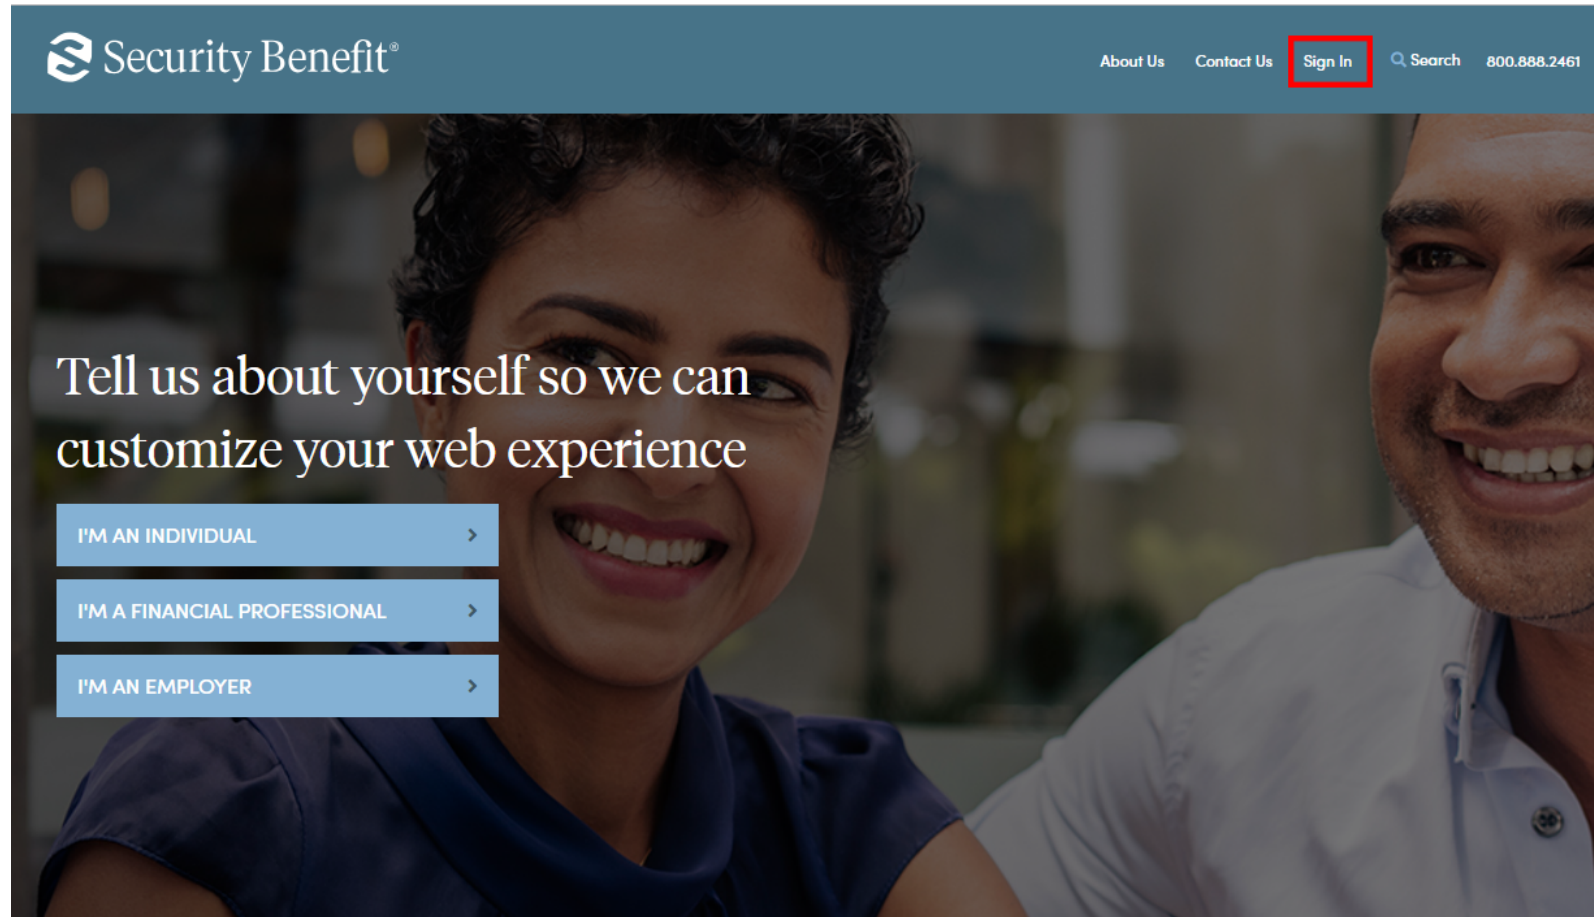 Security Benefit®
About Us Contact Us Sign In Search 800.888.2461
Tell us about yourself so we can
customize your web experience
I'M AN INDIVIDUAL
I'M A FINANCIAL PROFESSIONAL
I'M AN EMPLOYER